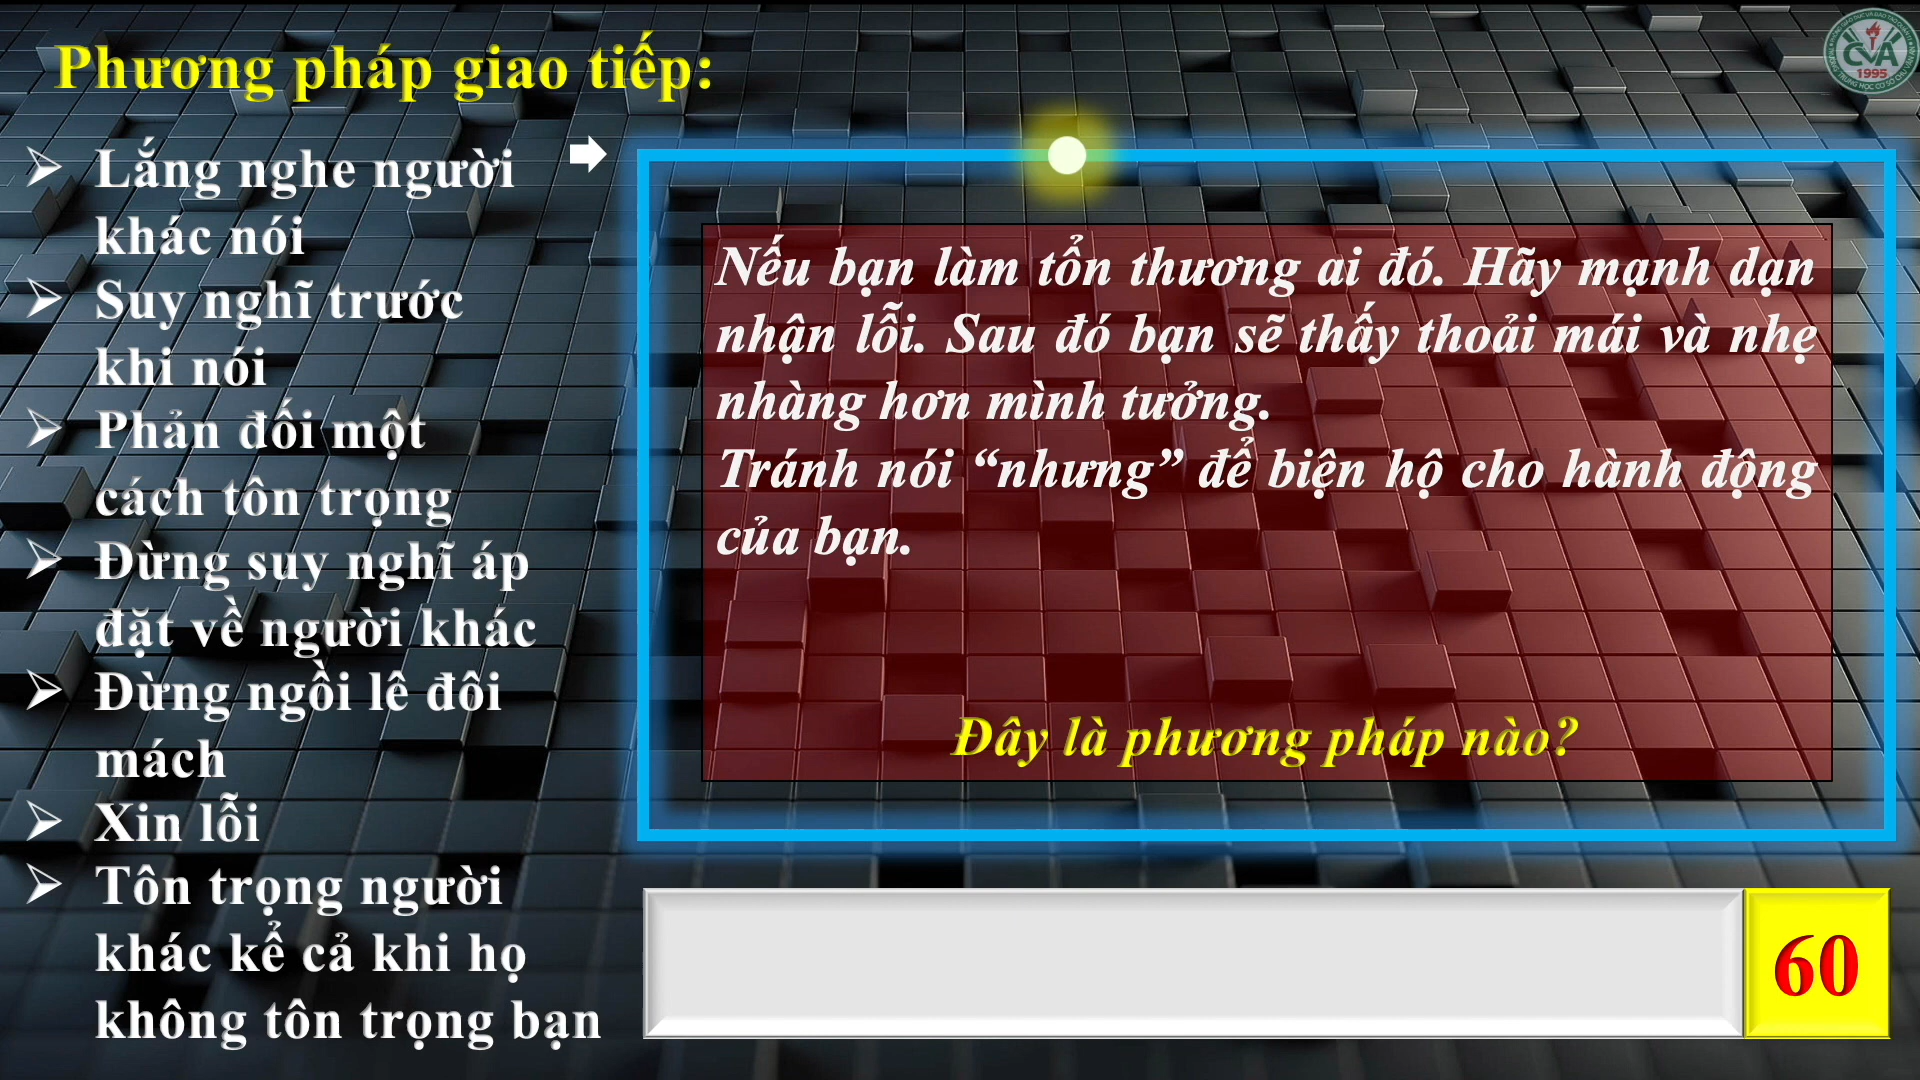 Phương pháp giao tiếp:
Lắng nghe người
khác nói
Suy nghĩ trước
khi nói
Phản đối một
cách tôn trọng
Đừng suy nghĩ áp
đặt về người khác
Đừng ngồi lê đôi
mách
Xin lỗi
Tôn trọng người
khác kể cả khi họ
không tôn trọng bạn
Nếu bạn làm tổn thương ai đó. Hãy mạnh dạn
nhận lỗi. Sau đó bạn sẽ thấy thoải mái và nhẹ
nhàng hơn mình tưởng.
Tránh nói “nhưng” để biện hộ cho hành động
của bạn.
Đây là phương pháp nào?
60
CVA
1995